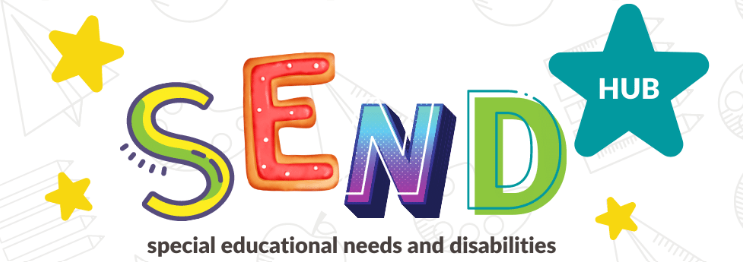 SEND
HUB
special educational needs and disabilities